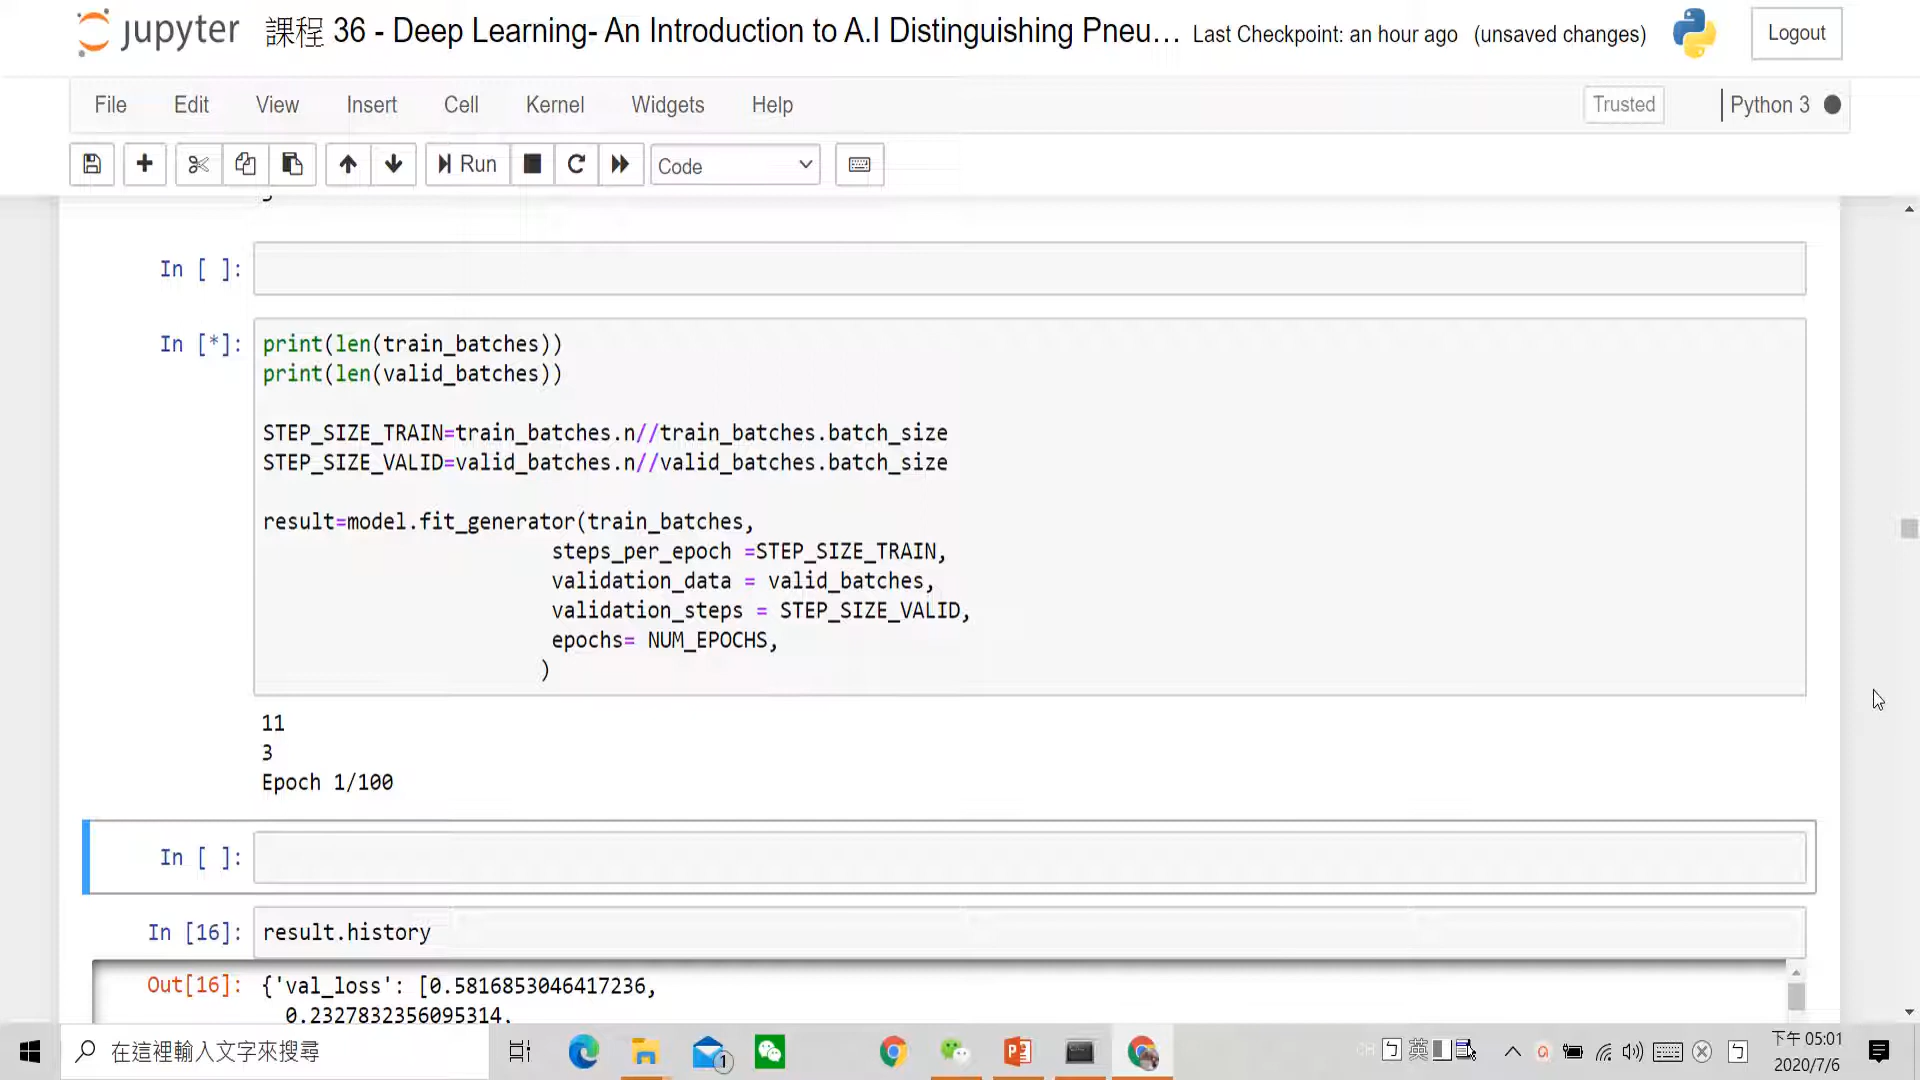 jupyter 課程 36 - Deep Learning- An Introduction to A.I Distinguishing Pneu… Last Checkpoint: an hour ago (unsaved changes) Logout
File Edit View Insert Cell Kernel Widgets Help Trusted Python 3
Run Code
In [ ]:
In [*]: print(len(train_batches))
print(len(valid_batches))
STEP_SIZE_TRAIN=train_batches.n//train_batches.batch_size
STEP_SIZE_VALID=valid_batches.n//valid_batches.batch_size
result=model.fit_generator(train_batches,
steps_per_epoch =STEP_SIZE_TRAIN,
validation_data = valid_batches,
validation_steps = STEP_SIZE_VALID,
epochs= NUM_EPOCHS,
)
11
3
Epoch 1/100
In [ ]:
In [16]: result.history
Out[16]: {'val_loss': [0.5816853046417236,
0.2327832356095314,
在這裡輸入文字來搜尋 1 ㄅ 英 ㄅ 下午 05:01
2020/7/6